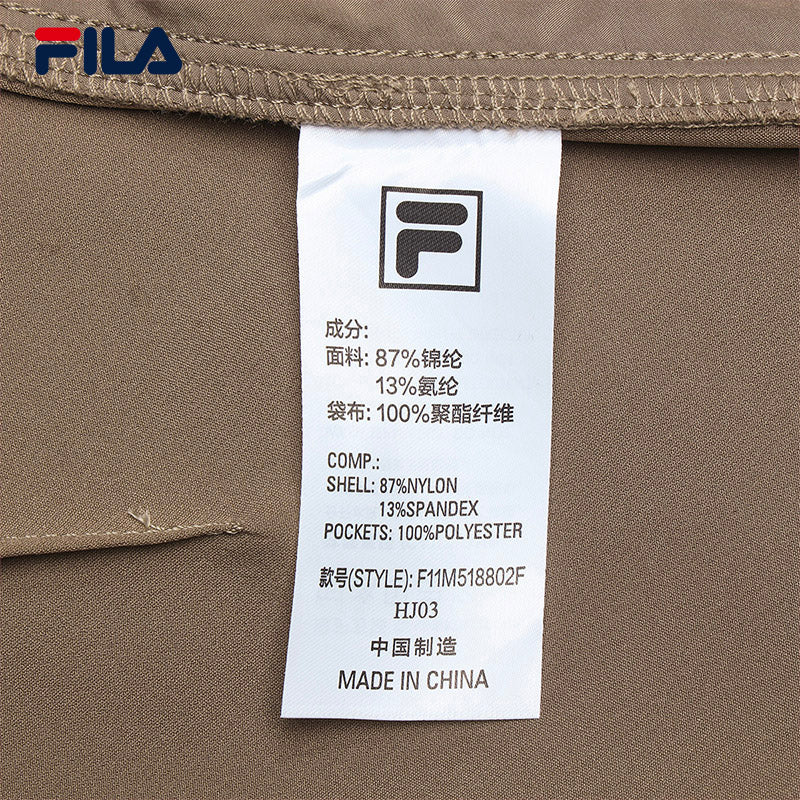 FILA
F
成分:
面料: 87%锦纶
13%氨纶
袋布: 100%聚酯纤维
COMP.:
SHELL: 87%NYLON
13%SPANDEX
POCKETS: 100%POLYESTER
款号(STYLE): F11M518802F
HJ03
中国制造
MADE IN CHINA